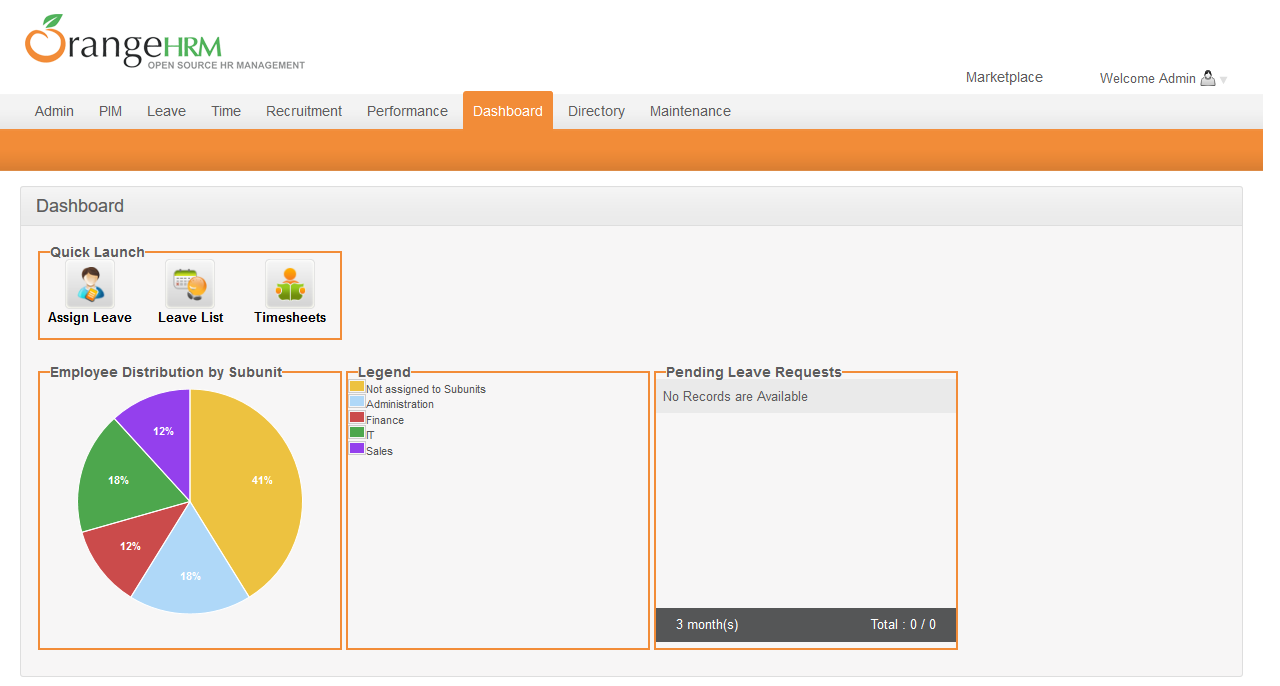 OrangeHRM
OPEN SOURCE HR MANAGEMENT
Marketplace Welcome Admin
Admin PIM Leave Time Recruitment Performance Dashboard Directory Maintenance
Dashboard
Quick Launch
Assign Leave Leave List Timesheets
Employee Distribution by Subunit
12%
41%
18%
12%
18%
Legend
Not assigned to Subunits
Administration
Finance
IT
Sales
Pending Leave Requests
No Records are Available
3 month(s) Total : 0 / 0